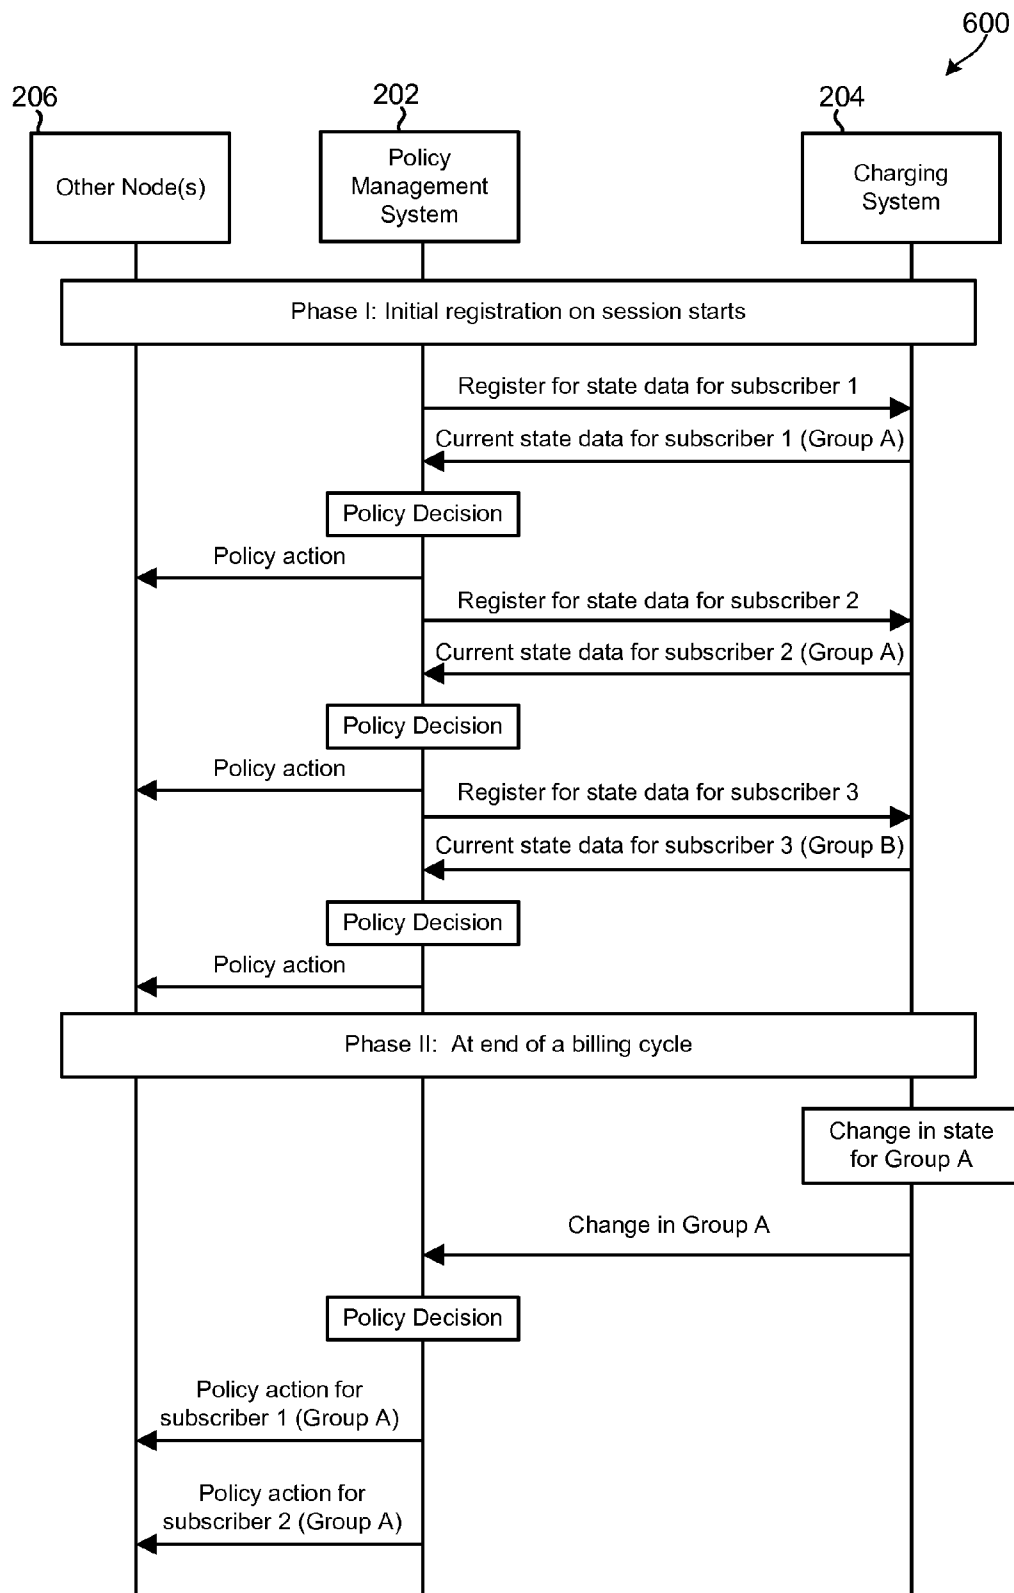 600
206
202
204
Other Node(s)
Policy
Management
System
Charging
System
Phase I: Initial registration on session starts
Register for state data for subscriber 1
Current state data for subscriber 1 (Group A)
Policy Decision
Policy action
Register for state data for subscriber 2
Current state data for subscriber 2 (Group A)
Policy Decision
Policy action
Register for state data for subscriber 3
Current state data for subscriber 3 (Group B)
Policy Decision
Policy action
Phase II:  At end of a billing cycle
Change in state
for Group A
Change in Group A
Policy Decision
Policy action for
subscriber 1 (Group A)
Policy action for
subscriber 2 (Group A)